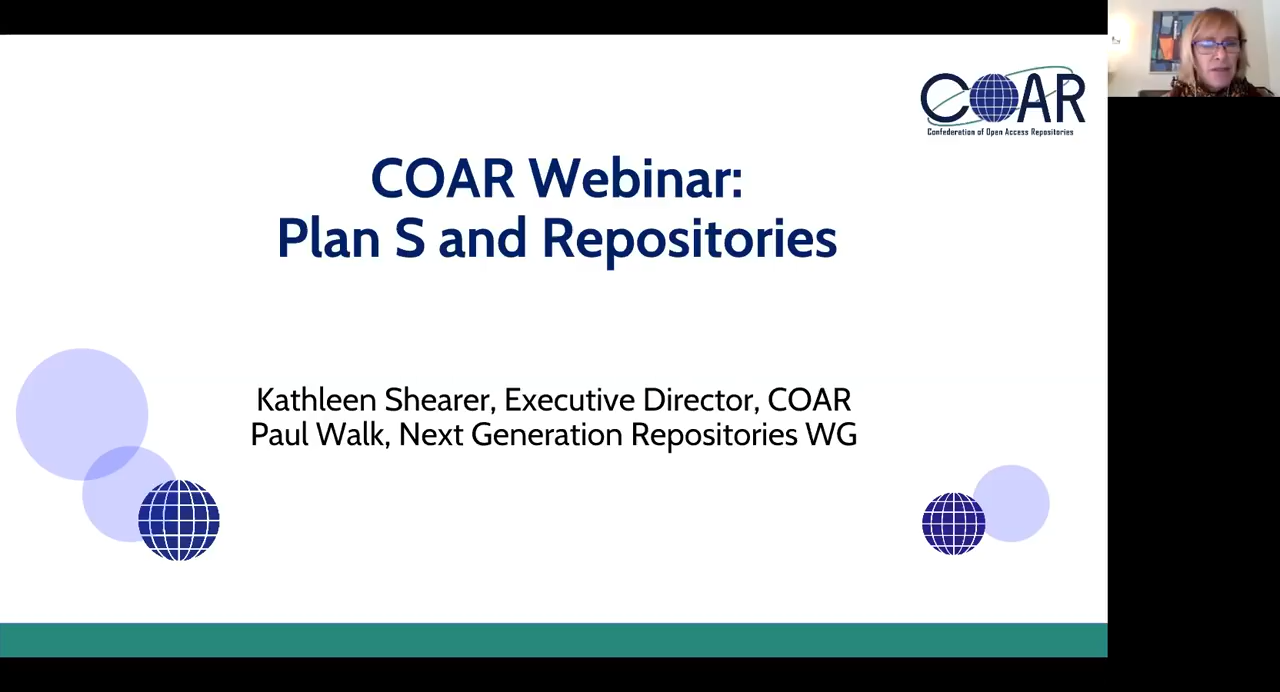 COAR
Confederation of Open Access Repositories
COAR Webinar:
Plan S and Repositories
Kathleen Shearer, Executive Director, COAR
Paul Walk, Next Generation Repositories WG